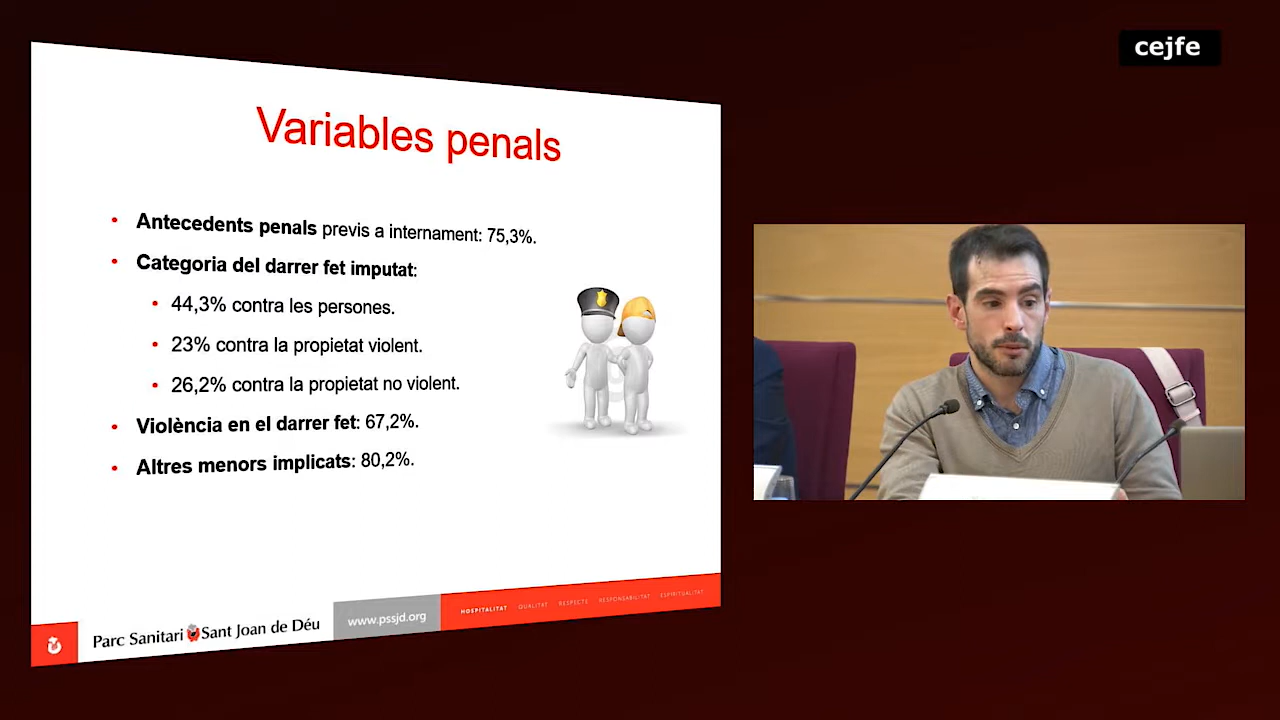 cejfe
Variables penals
Antecedents penals previs a internament: 75,3%.
Categoria del darrer fet imputat:
44,3% contra les persones.
23% contra la propietat violent.
26,2% contra la propietat no violent.
Violència en el darrer fet: 67,2%.
Altres menors implicats: 80,2%.
Parc Sanitari Sant Joan de Déu
www.pssjd.org
HOSPITALITAT QUALITAT RESPECTE RESPONSABILITAT ESPIRITUALITAT